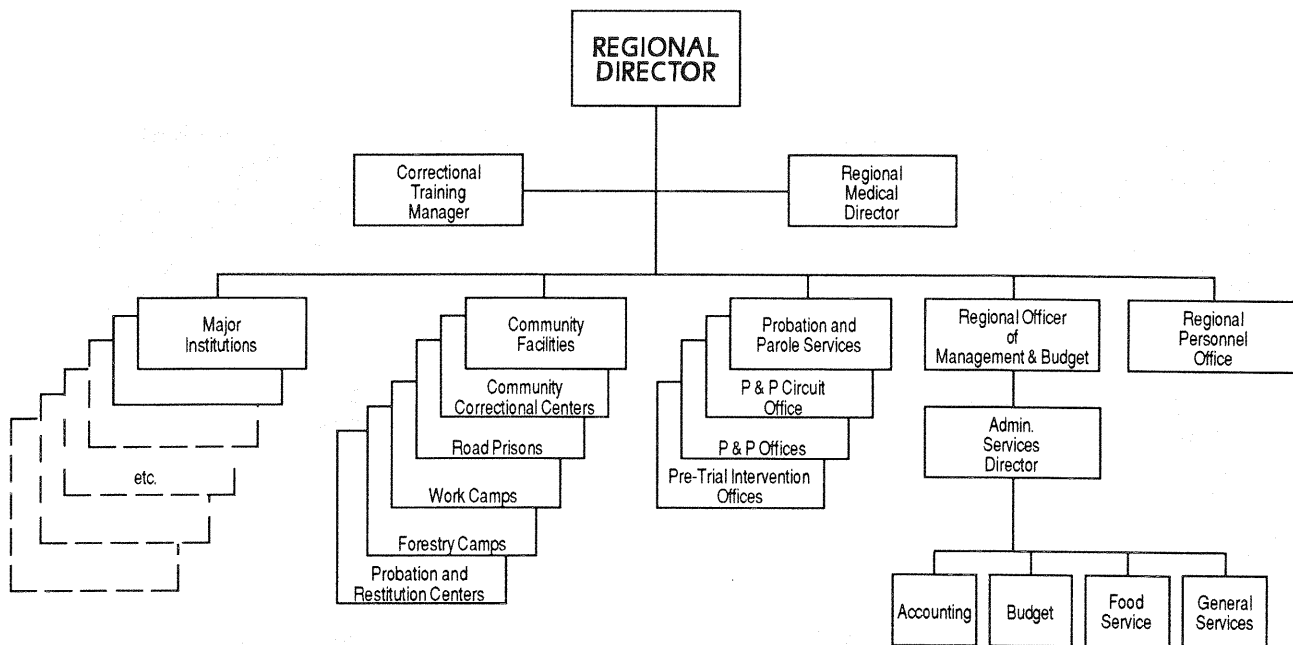 REGIONAL
DIRECTOR
Correctional
Training
Manager
Regional
Medical
Director
Major
Institutions
etc.
Community
Facilities
Community
Correctional Centers
Road Prisons
Work Camps
Forestry Camps
Probation and
Restitution Centers
Probation and
Parole Services
P & P Circuit
Office
P & P Offices
Pre-Trial Intervention
Offices
Regional Officer
of
Management & Budget
Admin.
Services
Director
Regional
Personnel
Office
Accounting
Budget
Food
Service
General
Services